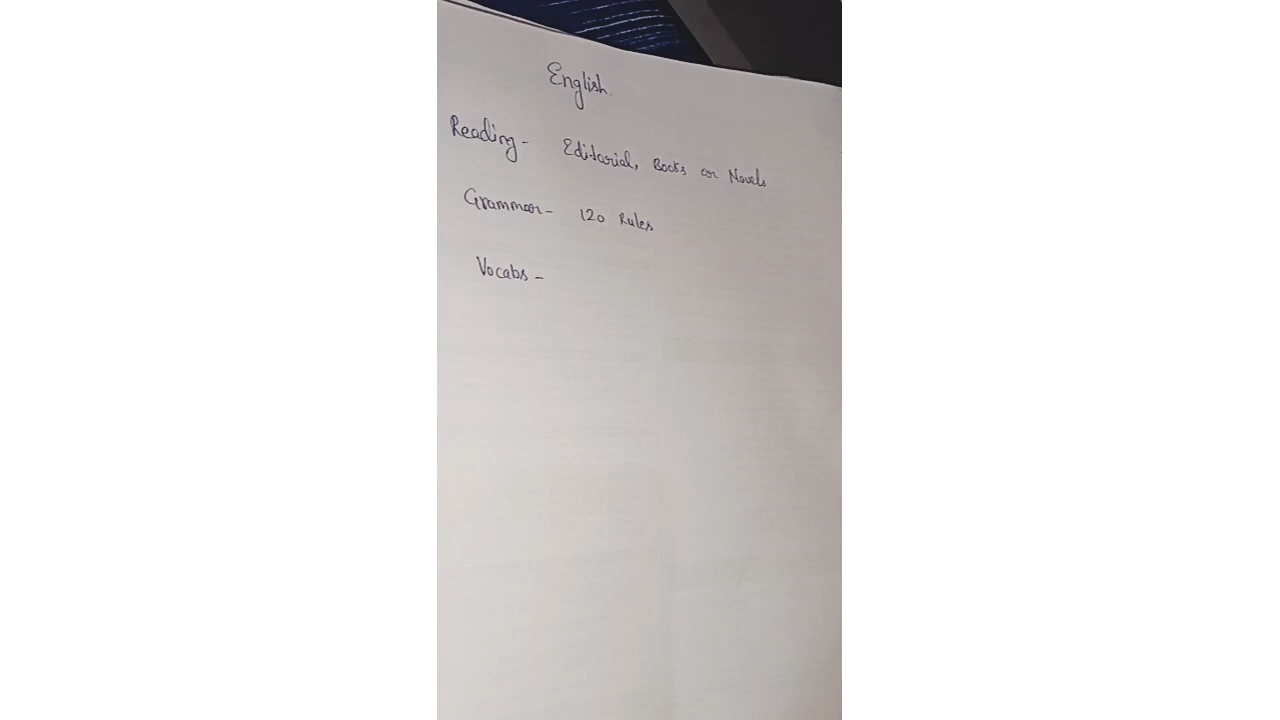 English.
Reading - Editorial, Books or Novels
Grammar - 120 Rules
Vocabs -